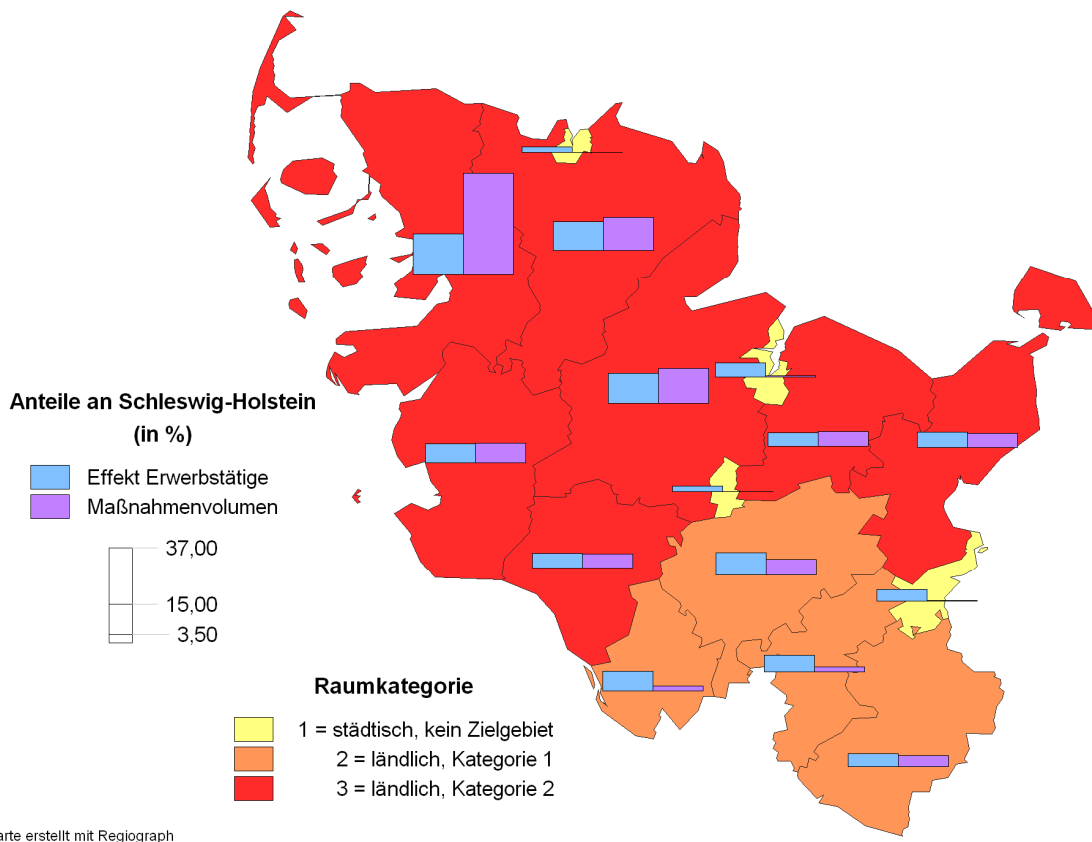 Anteile an Schleswig-Holstein
(in %)
Effekt Erwerbstätige
Maßnahmenvolumen
37,00
15,00
3,50
Raumkategorie
1 = städtisch, kein Zielgebiet
2 = ländlich, Kategorie 1
3 = ländlich, Kategorie 2
arte erstellt mit Regiograph